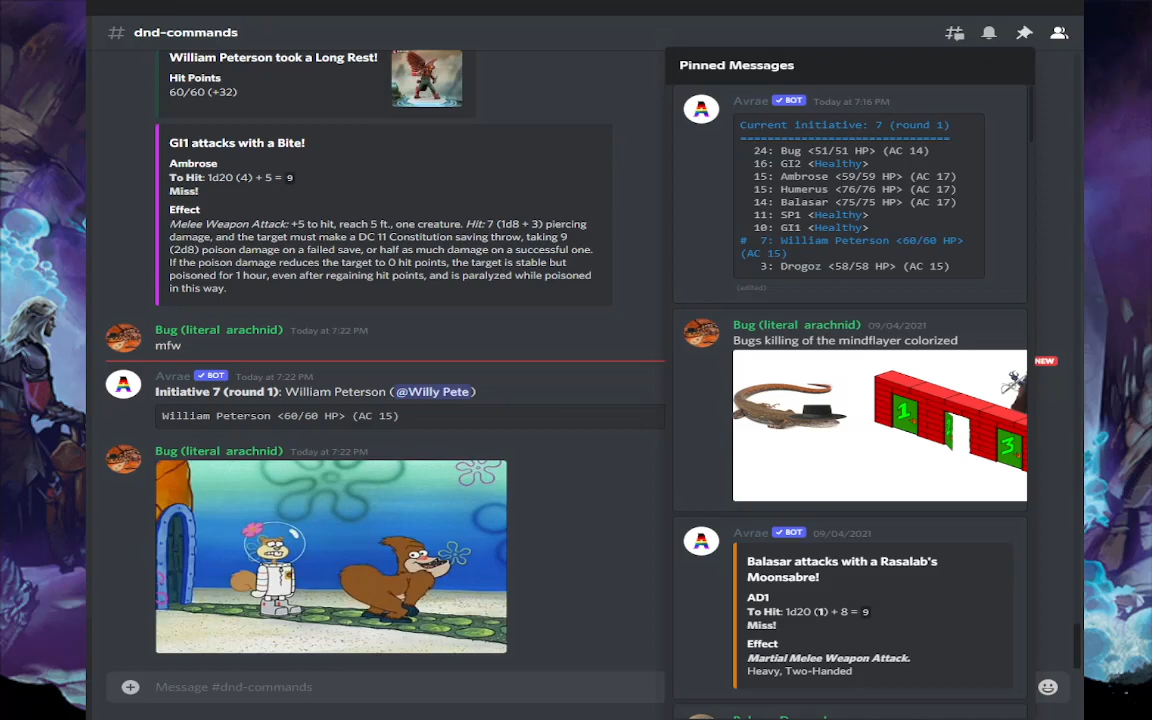 dnd-commands
William Peterson took a Long Rest!
Hit Points
60/60 (+32)
GI1 attacks with a Bite!
Ambrose
To Hit: 1d20 (4) + 5 = 9
Miss!
Effect
Melee Weapon Attack: +5 to hit, reach 5 ft., one creature. Hit: 7 (1d8 + 3) piercing
damage, and the target must make a DC 11 Constitution saving throw, taking 9
(2d8) poison damage on a failed save, or half as much damage on a successful one.
If the poison damage reduces the target to 0 hit points, the target is stable but
poisoned for 1 hour, even after regaining hit points, and is paralyzed while poisoned
in this way.
Bug (literal arachnid) Today at 7:22 PM
mfw
Avrae BOT Today at 7:22 PM
Initiative 7 (round 1): William Peterson (@Willy Pete)
William Peterson <60/60 HP> (AC 15)
Bug (literal arachnid) Today at 7:22 PM
Message #dnd-commands
Pinned Messages
Avrae BOT Today at 7:16 PM
Current initiative: 7 (round 1)
===============================
24: Bug <51/51 HP> (AC 14)
16: GI2 <Healthy>
15: Ambrose <59/59 HP> (AC 17)
15: Humerus <76/76 HP> (AC 17)
14: Balasar <75/75 HP> (AC 17)
11: SP1 <Healthy>
10: GI1 <Healthy>
# 7: William Peterson <60/60 HP>
(AC 15)
3: Drogoz <58/58 HP> (AC 15)
(edited)
Bug (literal arachnid) 09/04/2021
Bugs killing of the mindflayer colorized
NEW
1
3
Avrae BOT 09/04/2021
Balasar attacks with a Rasalab's
Moonsabre!
AD1
To Hit: 1d20 (1) + 8 = 9
Miss!
Effect
Martial Melee Weapon Attack.
Heavy, Two-Handed